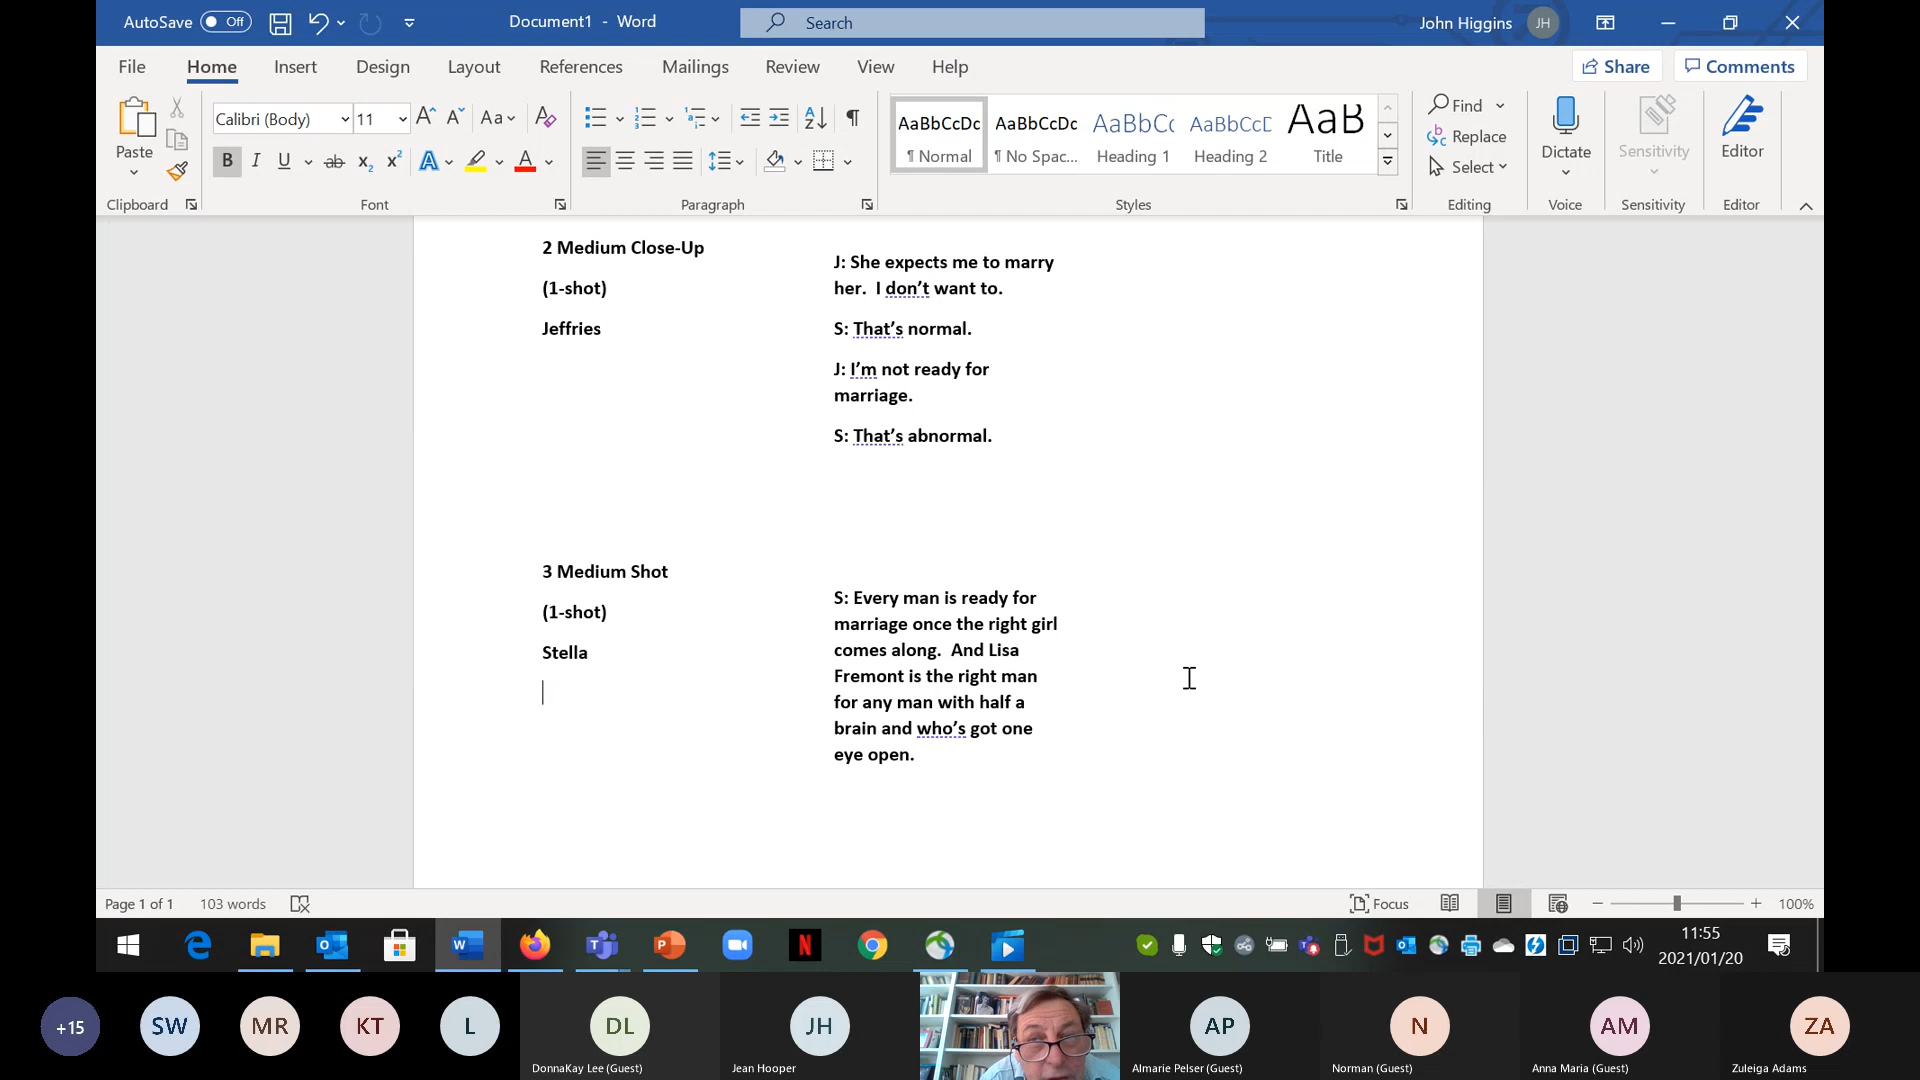 AutoSave Off
Document1 - Word
Search
John Higgins JH
File Home Insert Design Layout References Mailings Review View Help
Share Comments
Paste
Calibri (Body) 11
Aa
B I U ab x2 x2 A A
AaBbCcDc AaBbCcDc AaBbCc AaBbCcD AaB
¶ Normal ¶ No Spac... Heading 1 Heading 2 Title
Find
Replace
Select
Dictate
Sensitivity
Editor
Clipboard Font Paragraph Styles Editing Voice Sensitivity Editor
2 Medium Close-Up
(1-shot)
Jeffries
J: She expects me to marry
her. I don’t want to.
S: That’s normal.
J: I’m not ready for
marriage.
S: That’s abnormal.
3 Medium Shot
(1-shot)
Stella
S: Every man is ready for
marriage once the right girl
comes along. And Lisa
Fremont is the right man
for any man with half a
brain and who’s got one
eye open.
Page 1 of 1 103 words
Focus
100%
11:55
2021/01/20
+15 SW MR KT L DL JH AP N AM ZA
DonnaKay Lee (Guest) Jean Hooper Almarie Pelser (Guest) Norman (Guest) Anna Maria (Guest) Zuleiga Adams